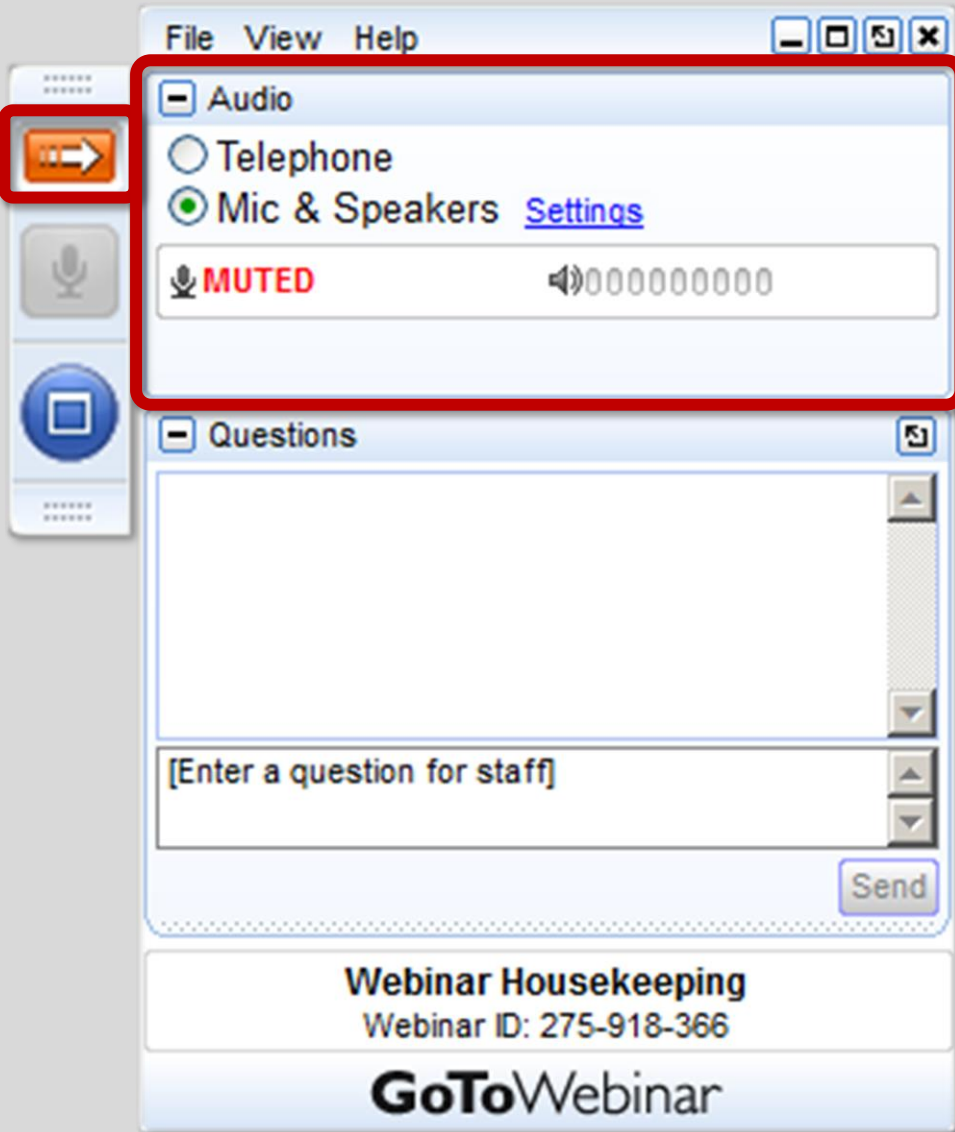 File View Help
Audio
Telephone
Mic & Speakers Settings
MUTED
Questions
[Enter a question for staff]
Send
Webinar Housekeeping
Webinar ID: 275-918-366
GoToWebinar